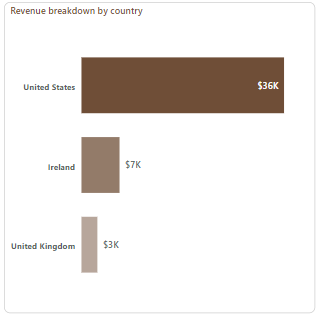 Revenue breakdown by country
United States
$36K
Ireland
$7K
United Kingdom
$3K